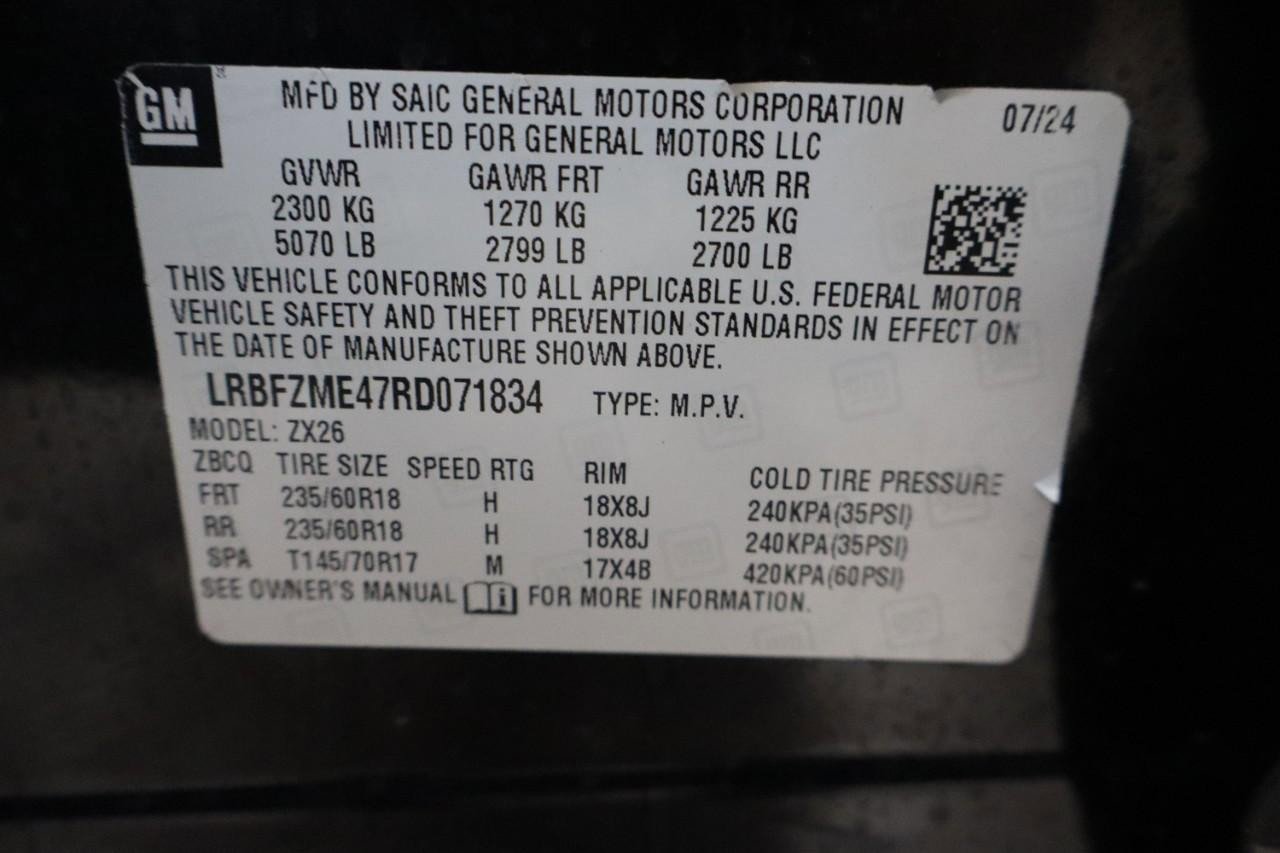 GM
MFD BY SAIC GENERAL MOTORS CORPORATION 07/24
LIMITED FOR GENERAL MOTORS LLC
GVWR GAWR FRT GAWR RR
2300 KG 1270 KG 1225 KG
5070 LB 2799 LB 2700 LB
THIS VEHICLE CONFORMS TO ALL APPLICABLE U.S. FEDERAL MOTOR
VEHICLE SAFETY AND THEFT PREVENTION STANDARDS IN EFFECT ON
THE DATE OF MANUFACTURE SHOWN ABOVE.
LRBFZME47RD071834 TYPE: M.P.V.
MODEL: ZX26
ZBCQ TIRE SIZE SPEED RTG RIM COLD TIRE PRESSURE
FRT 235/60R18 H 18X8J 240KPA(35PSI)
RR 235/60R18 H 18X8J 240KPA(35PSI)
SPA T145/70R17 M 17X4B 420KPA(60PSI)
SEE OWNER'S MANUAL i FOR MORE INFORMATION.